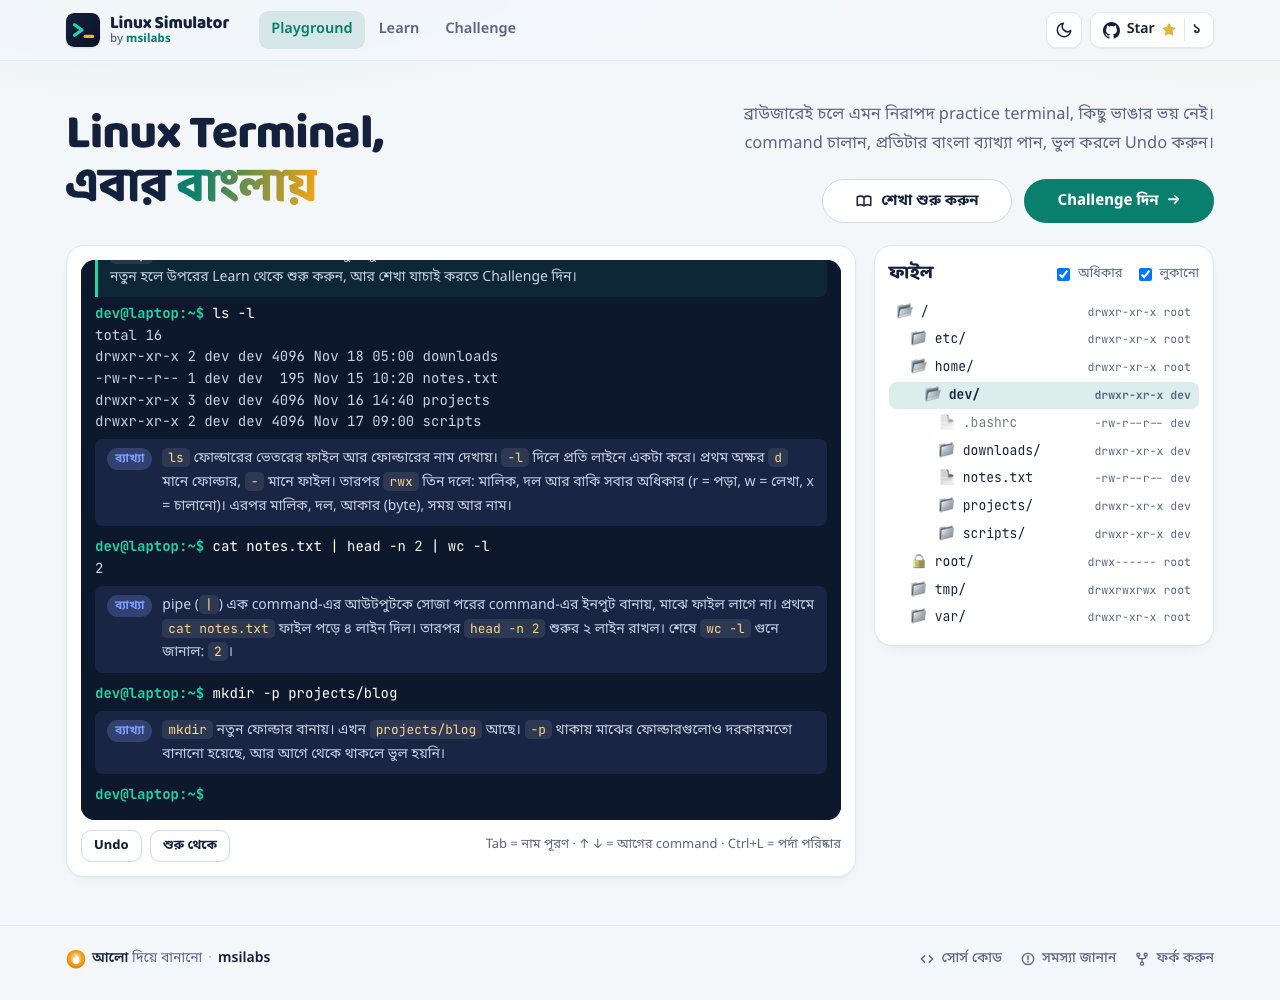 Linux Simulator
by msilabs
Playground
Learn
Challenge
Star ১
Linux Terminal,
এবার বাংলায়
ব্রাউজারেই চলে এমন নিরাপদ practice terminal, কিছু ভাঙার ভয় নেই।
command চালান, প্রতিটার বাংলা ব্যাখ্যা পান, ভুল করলে Undo করুন।
শেখা শুরু করুন
Challenge দিন →
নতুন হলে উপরের Learn থেকে শুরু করুন, আর শেখা যাচাই করতে Challenge দিন।
dev@laptop:~$ ls -l
total 16
drwxr-xr-x 2 dev dev 4096 Nov 18 05:00 downloads
-rw-r--r-- 1 dev dev  195 Nov 15 10:20 notes.txt
drwxr-xr-x 3 dev dev 4096 Nov 16 14:40 projects
drwxr-xr-x 2 dev dev 4096 Nov 17 09:00 scripts
ব্যাখ্যা ls ফোল্ডারের ভেতরের ফাইল আর ফোল্ডারের নাম দেখায়। -l দিলে প্রতি লাইনে একটা করে। প্রথম অক্ষর d
মানে ফোল্ডার, - মানে ফাইল। তারপর rwx তিন দলে: মালিক, দল আর বাকি সবার অধিকার (r = পড়া, w = লেখা, x
= চালানো)। এরপর মালিক, দল, আকার (byte), সময় আর নাম।
dev@laptop:~$ cat notes.txt | head -n 2 | wc -l
2
ব্যাখ্যা pipe (|) এক command-এর আউটপুটকে সোজা পরের command-এর ইনপুট বানায়, মাঝে ফাইল লাগে না। প্রথমে
cat notes.txt ফাইল পড়ে ৪ লাইন দিল। তারপর head -n 2 শুরুর ২ লাইন রাখল। শেষে wc -l গুনে
জানাল: 2।
dev@laptop:~$ mkdir -p projects/blog
ব্যাখ্যা mkdir নতুন ফোল্ডার বানায়। এখন projects/blog আছে। -p থাকায় মাঝের ফোল্ডারগুলোও দরকারমতো
বানানো হয়েছে, আর আগে থেকে থাকলে ভুল হয়নি।
dev@laptop:~$
Undo
শুরু থেকে
Tab = নাম পূরণ · ↑ ↓ = আগের command · Ctrl+L = পর্দা পরিষ্কার
ফাইল
অধিকার
লুকানো
/ drwxr-xr-x root
etc/ drwxr-xr-x root
home/ drwxr-xr-x root
dev/ drwxr-xr-x dev
.bashrc -rw-r--r-- dev
downloads/ drwxr-xr-x dev
notes.txt -rw-r--r-- dev
projects/ drwxr-xr-x dev
scripts/ drwxr-xr-x dev
root/ drwx------ root
tmp/ drwxrwxrwx root
var/ drwxr-xr-x root
আলো দিয়ে বানানো · msilabs
সোর্স কোড
সমস্যা জানান
ফর্ক করুন